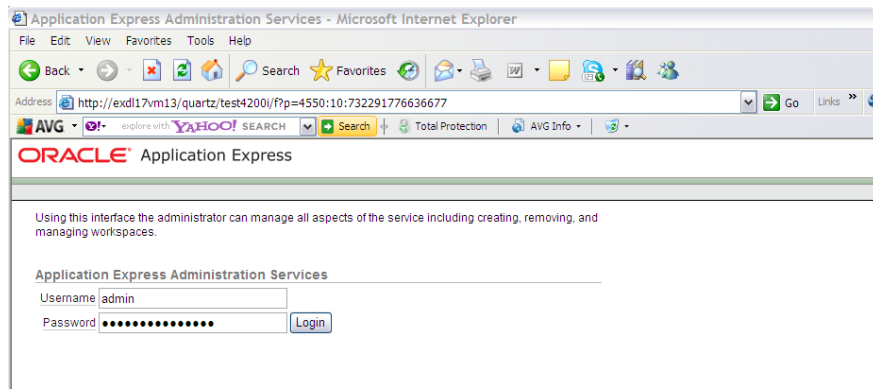 Application Express Administration Services - Microsoft Internet Explorer
File Edit View Favorites Tools Help
Back Search Favorites
Address http://exdl17vm13/quartz/test4200i/f?p=4550:10:732291776636677 Go Links »
AVG explore with YAHOO! SEARCH Search Total Protection AVG Info
ORACLE Application Express
Using this interface the administrator can manage all aspects of the service including creating, removing, and
managing workspaces.
Application Express Administration Services
Username admin
Password ●●●●●●●●●●●●●●● Login